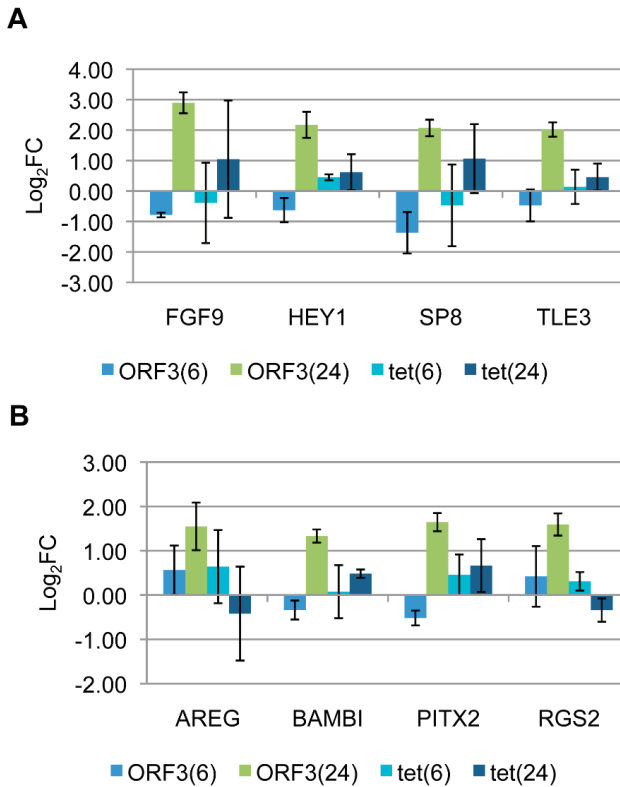 A
4.00
3.00
2.00
1.00
0.00
-1.00
-2.00
-3.00
Log2FC
FGF9 HEY1 SP8 TLE3
ORF3(6) ORF3(24) tet(6) tet(24)
B
3.00
2.00
1.00
0.00
-1.00
-2.00
Log2FC
AREG BAMBI PITX2 RGS2
ORF3(6) ORF3(24) tet(6) tet(24)